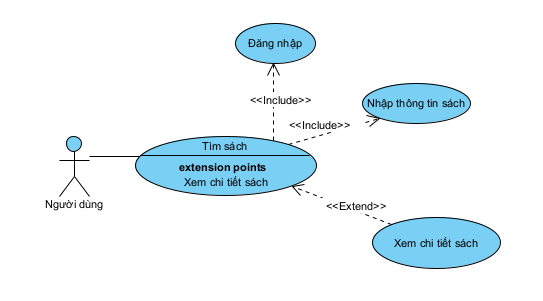 Đăng nhập
<<Include>>
Nhập thông tin sách
<<Include>>
Tìm sách
extension points
Xem chi tiết sách
Người dùng
<<Extend>>
Xem chi tiết sách